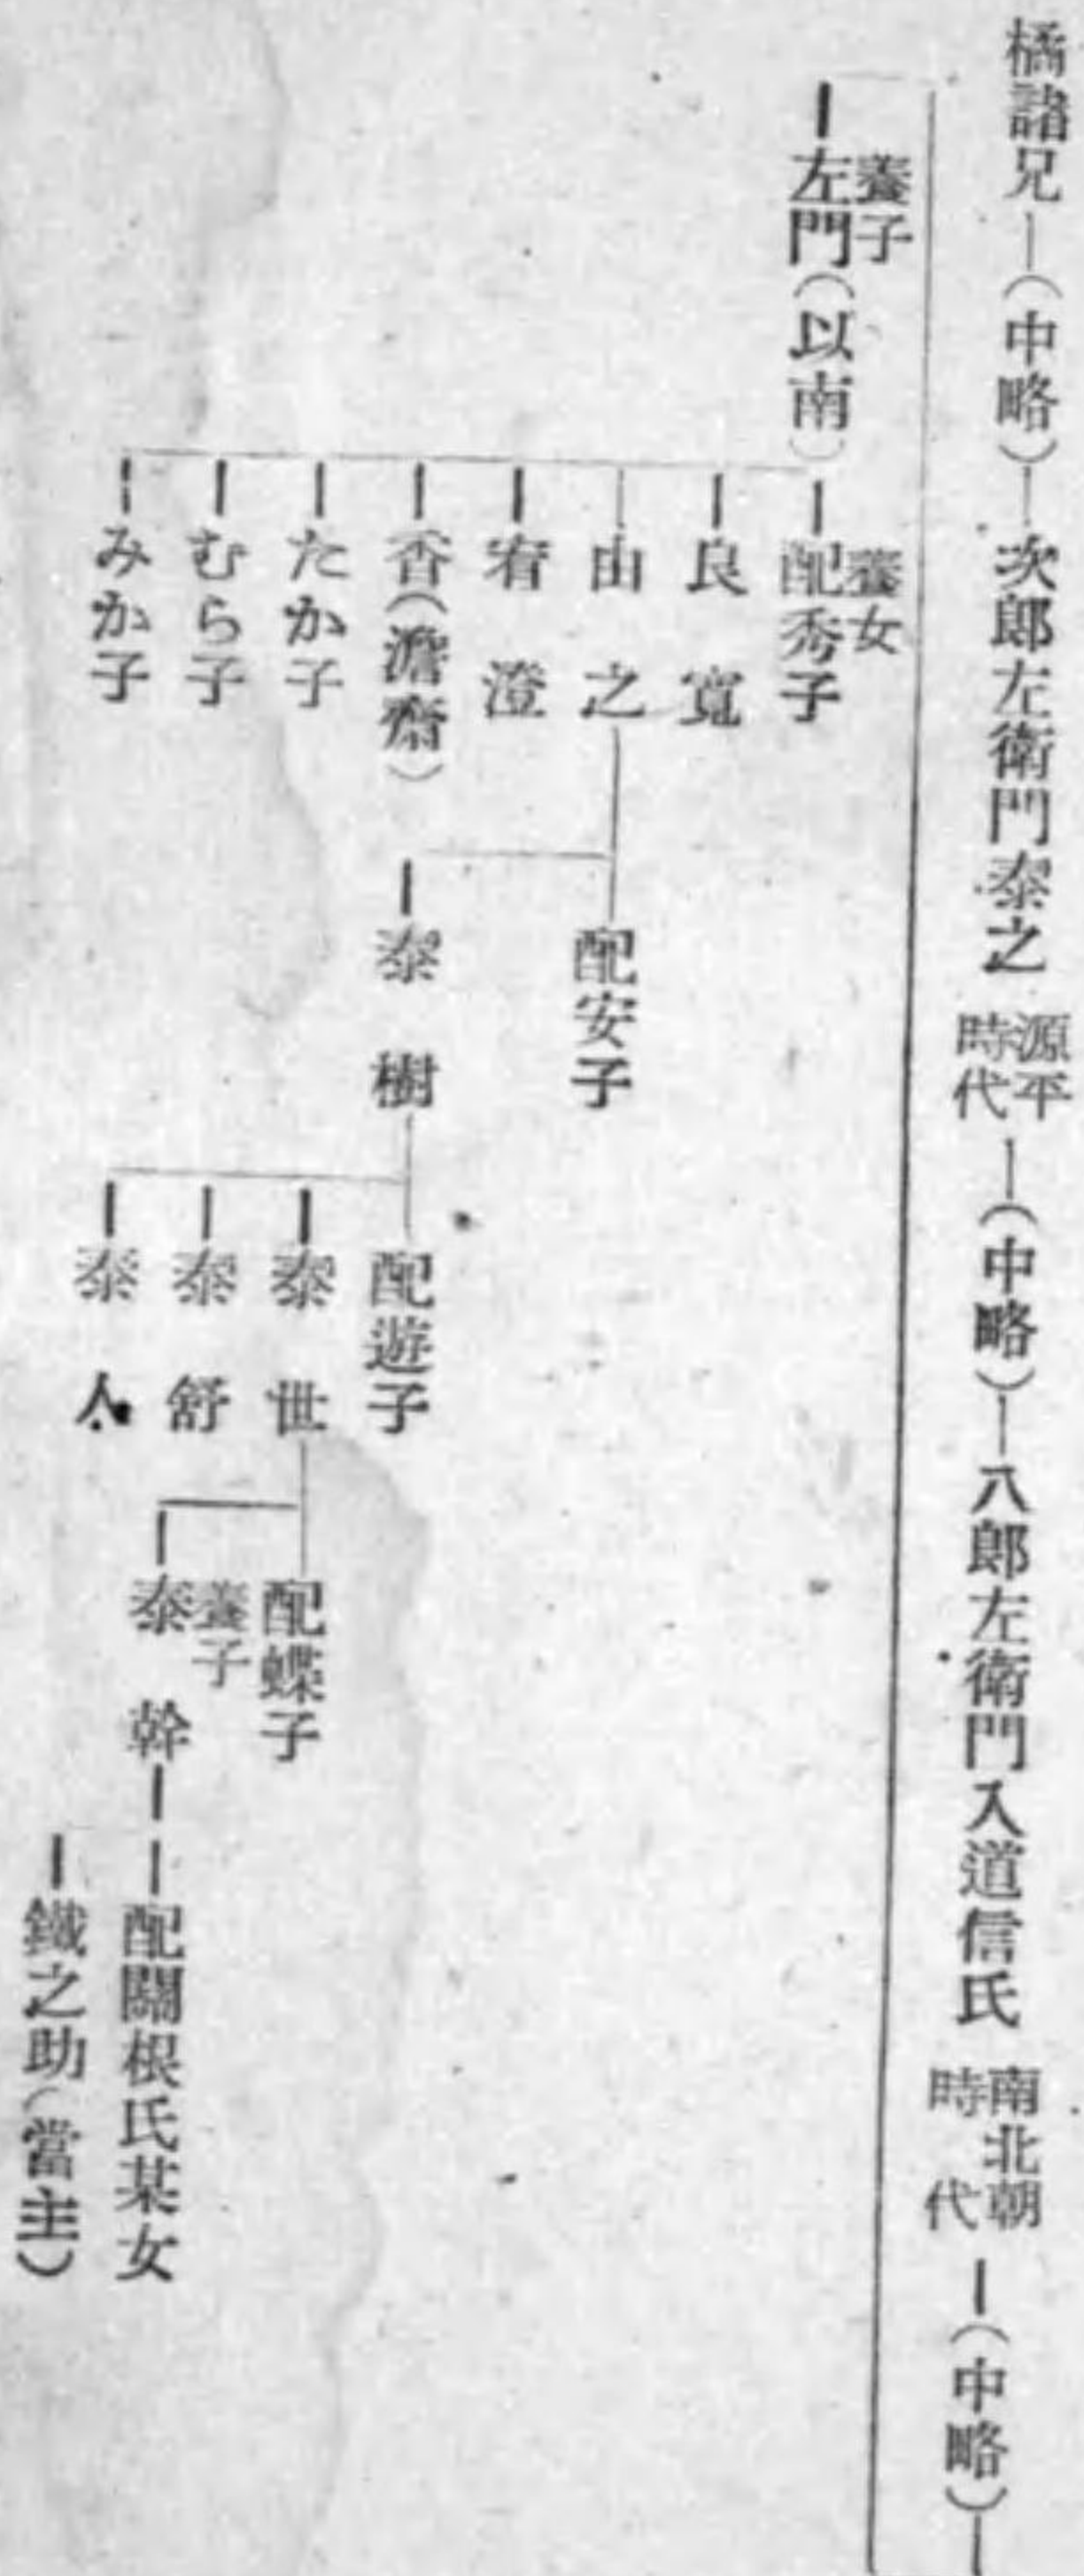 橘諸兄―(中略)―次郎左衛門泰之 源平時代―(中略)―八郎左衛門入道信氏 南北朝時代―(中略)―
養子
左門(以南)
養女
配秀子
良寛
由之
宥澄
香(澹齋)
たか子
むら子
みか子
配安子
泰樹
配遊子
泰世
泰舒
泰人
配蝶子
養子
泰幹
配關根氏某女
鐵之助(當主)